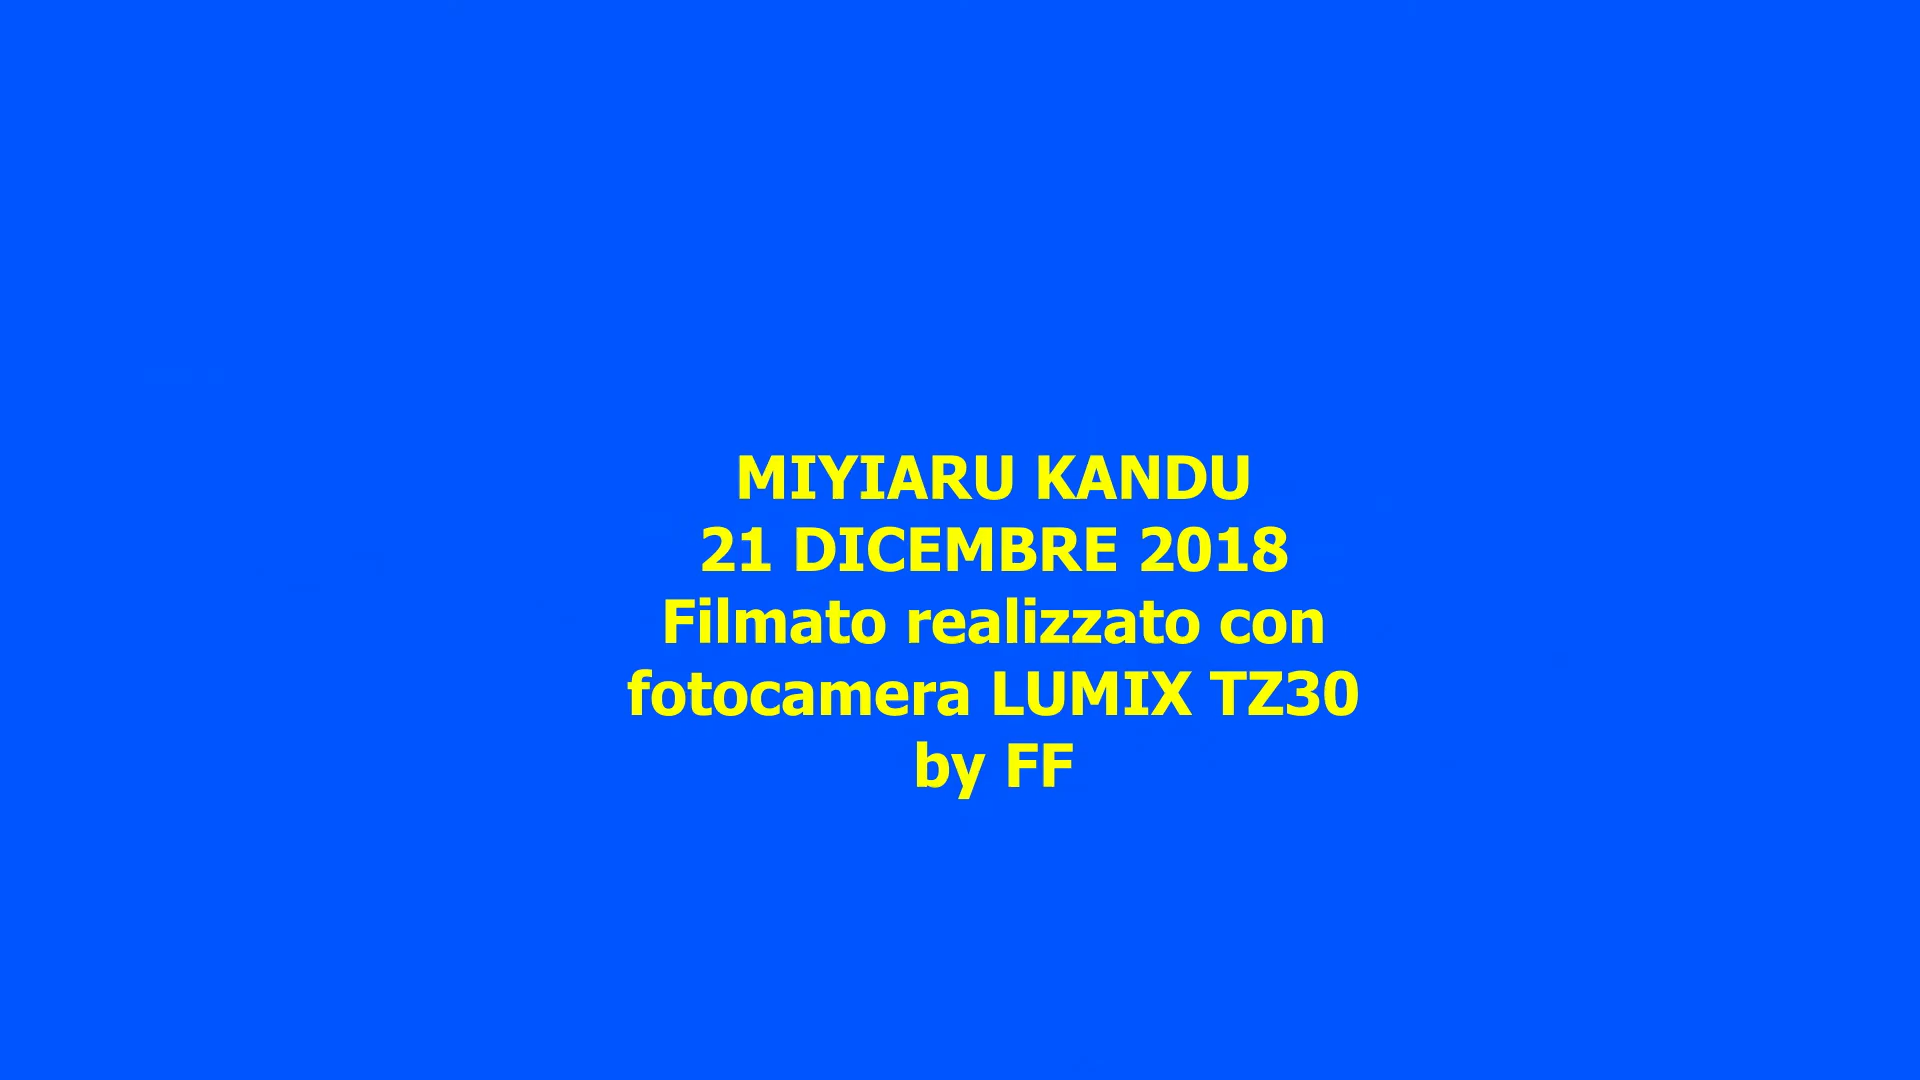 MIYIARU KANDU
21 DICEMBRE 2018
Filmato realizzato con
fotocamera LUMIX TZ30
by FF